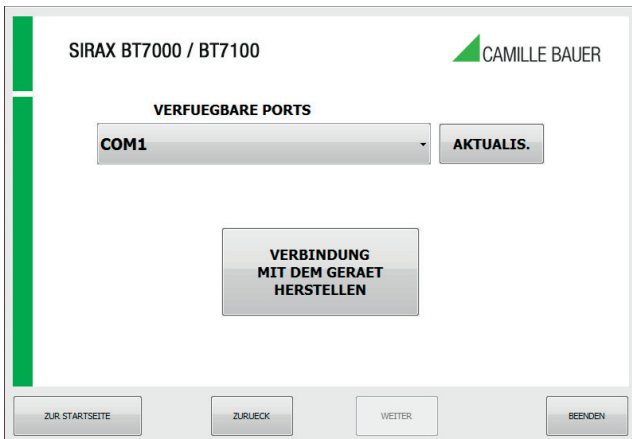 SIRAX BT7000 / BT7100
CAMILLE BAUER
VERFUEGBARE PORTS
COM1
AKTUALIS.
VERBINDUNG
MIT DEM GERAET
HERSTELLEN
ZUR STARTSEITE
ZURUECK
WEITER
BEENDEN